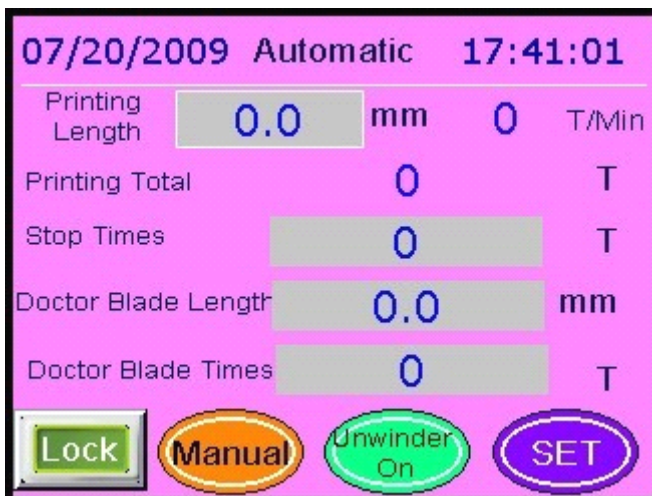 07/20/2009 Automatic 17:41:01
Printing
Length 0.0 mm 0 T/Min
Printing Total 0 T
Stop Times 0 T
Doctor Blade Length 0.0 mm
Doctor Blade Times 0 T
Lock Manual Unwinder On SET